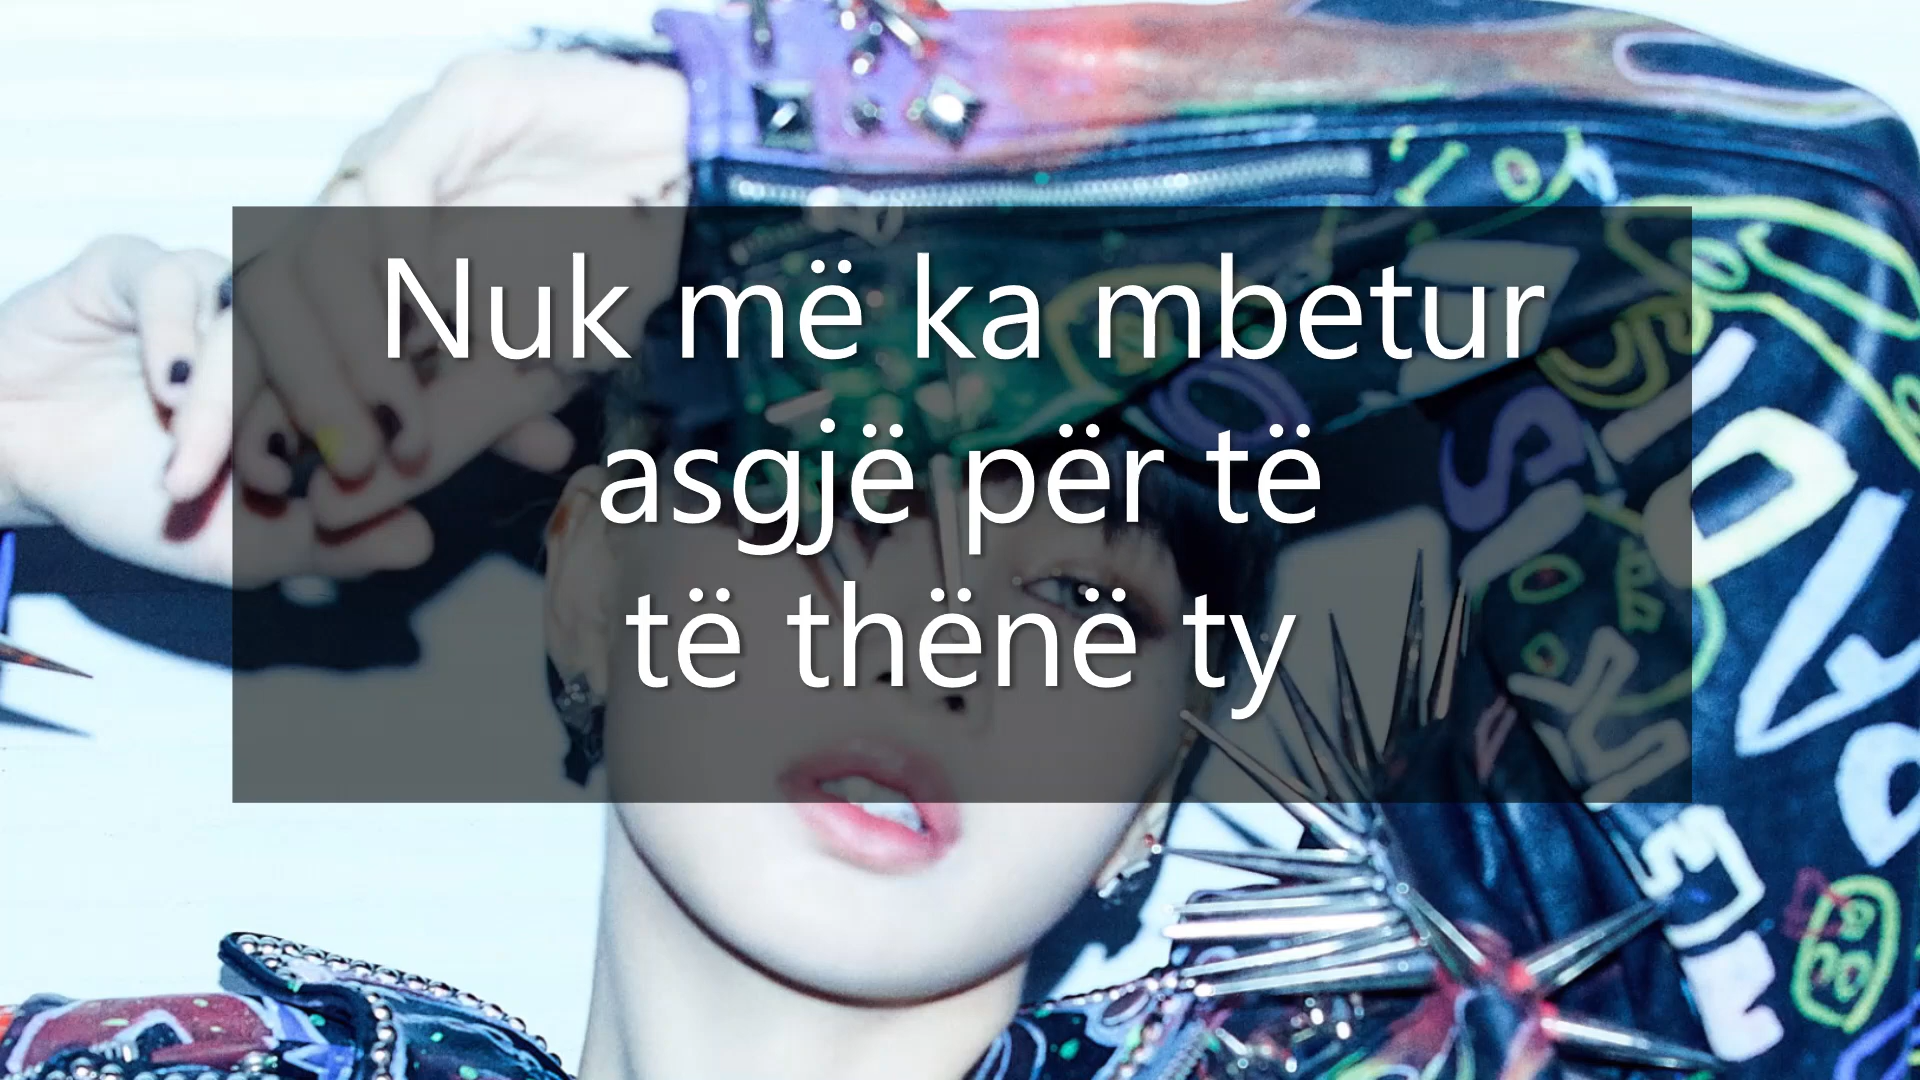 Nuk më ka mbetur
asgjë për të
të thënë ty